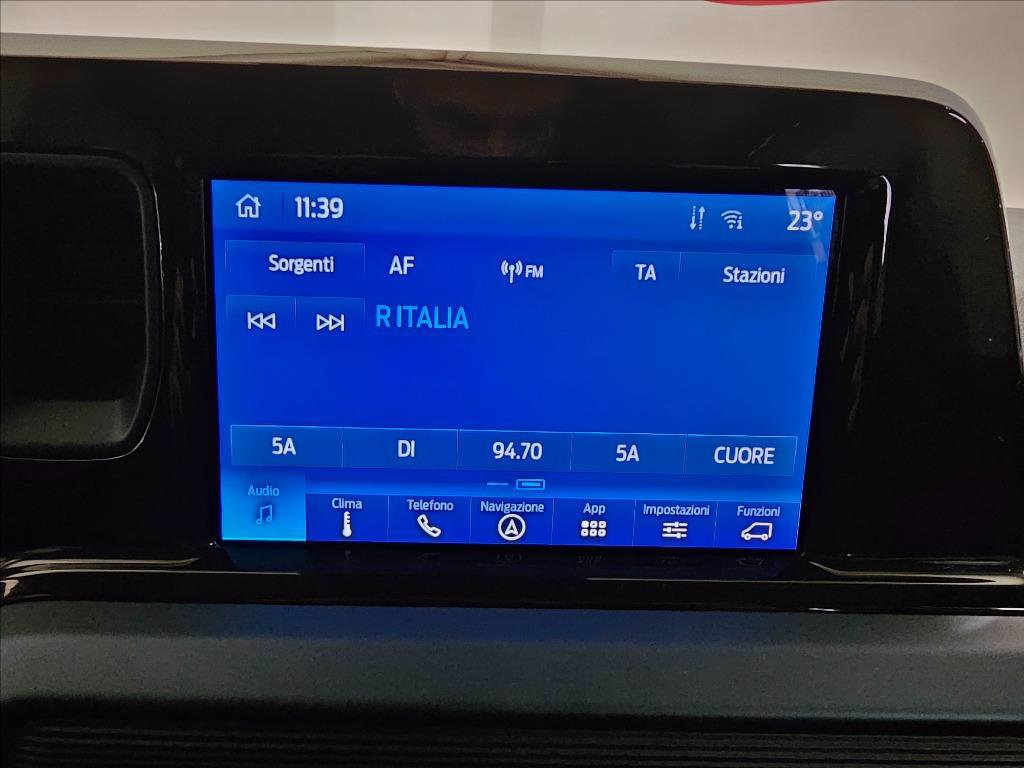 11:39
23°
Sorgenti AF FM TA Stazioni
R ITALIA
5A DI 94.70 5A CUORE
Audio Clima Telefono Navigazione App Impostazioni Funzioni